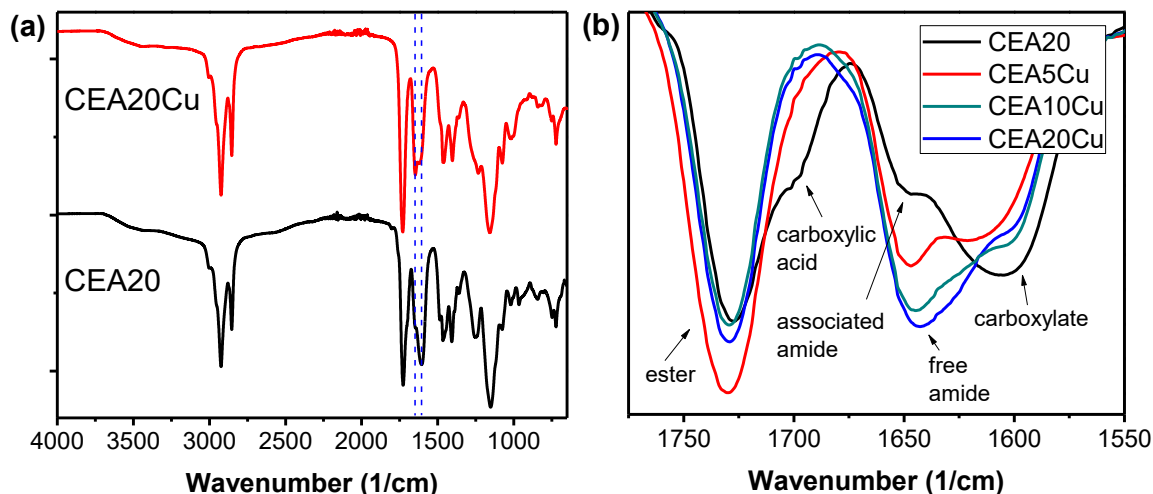 (a)
CEA20Cu
CEA20
4000 3500 3000 2500 2000 1500 1000
Wavenumber (1/cm)
(b)
CEA20
CEA5Cu
CEA10Cu
CEA20Cu
carboxylic
acid
associated
amide
carboxylate
ester
free
amide
1750 1700 1650 1600 1550
Wavenumber (1/cm)